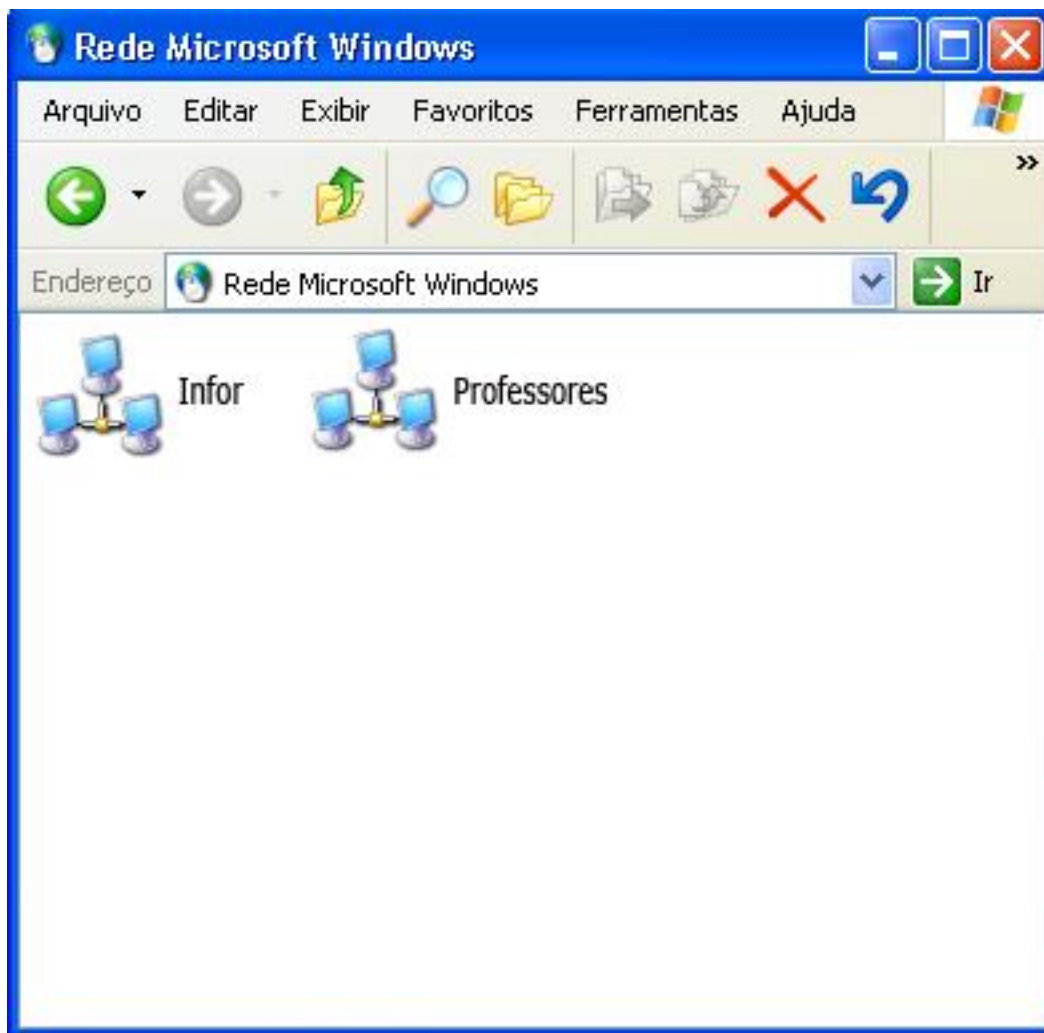 Rede Microsoft Windows
Arquivo Editar Exibir Favoritos Ferramentas Ajuda
»
Endereço Rede Microsoft Windows Ir
Infor Professores